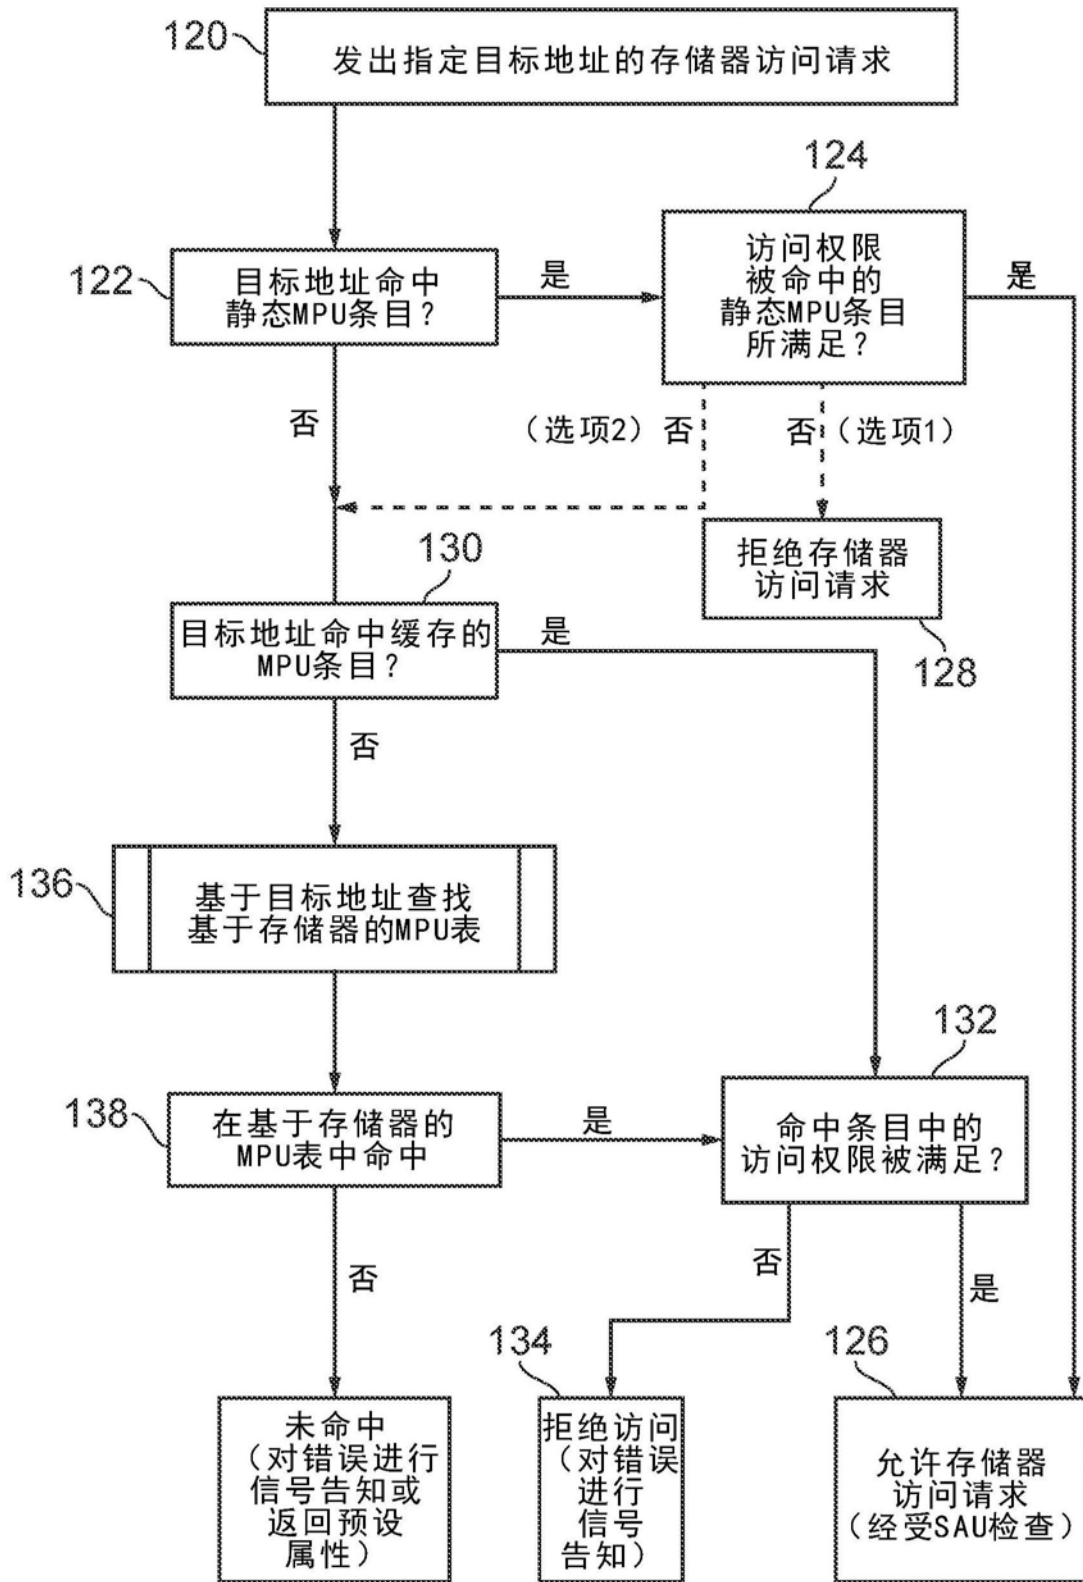 120
发出指定目标地址的存储器访问请求
124
122
目标地址命中
静态MPU条目？
是
访问权限
被命中的
静态MPU条目
所满足？
是
否
（选项2）否
否（选项1）
拒绝存储器
访问请求
128
130
目标地址命中缓存的
MPU条目？
是
否
136
基于目标地址查找
基于存储器的MPU表
132
138
在基于存储器的
MPU表中命中
是
命中条目中的
访问权限被满足？
否
否
是
134
126
未命中
（对错误进行
信号告知或
返回预设
属性）
拒绝访问
（对错误
进行
信号
告知）
允许存储器
访问请求
（经受SAU检查）